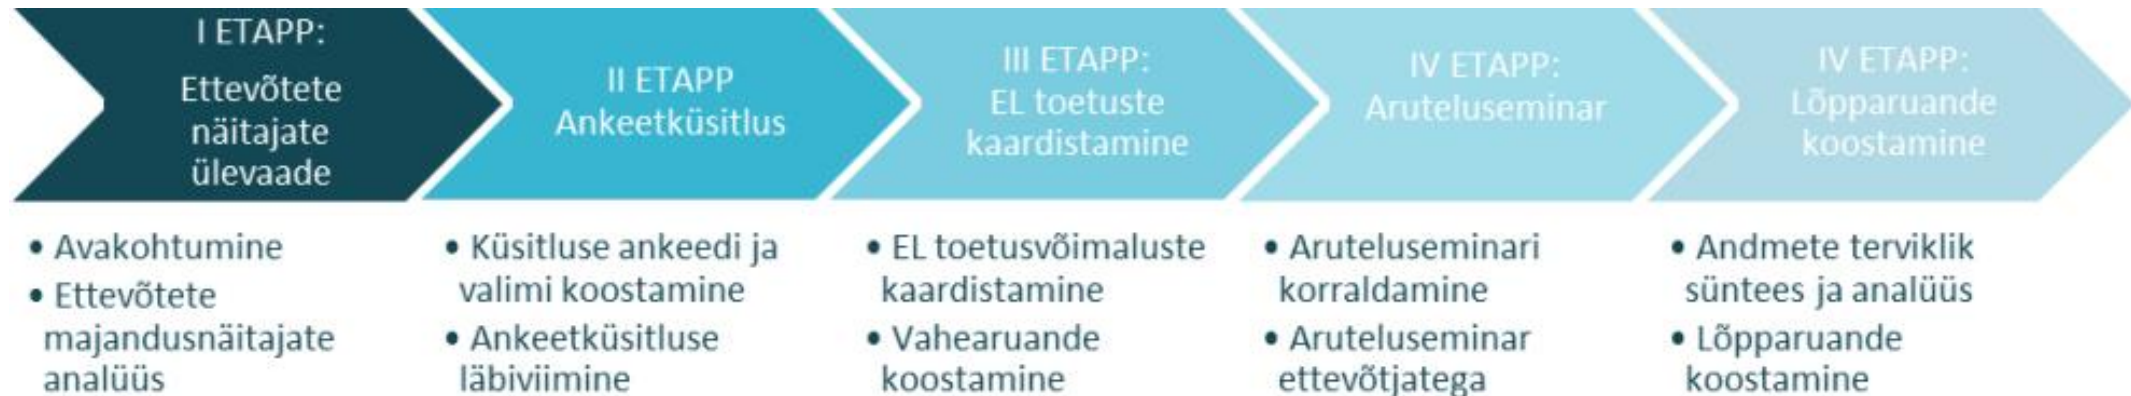 I ETAPP:
Ettevõtete
näitajate
ülevaade
II ETAPP
Ankeetküsitlus
III ETAPP:
EL toetuste
kaardistamine
IV ETAPP:
Aruteluseminar
IV ETAPP:
Lõpparuande
koostamine
• Avakohtumine
• Ettevõtete
majandusnäitajate
analüüs
• Küsitluse ankeedi ja
valimi koostamine
• Ankeetküsitluse
läbiviimine
• EL toetusvõimaluste
kaardistamine
• Vahearuande
koostamine
• Aruteluseminari
korraldamine
• Aruteluseminar
ettevõtjatega
• Andmete terviklik
süntees ja analüüs
• Lõpparuande
koostamine